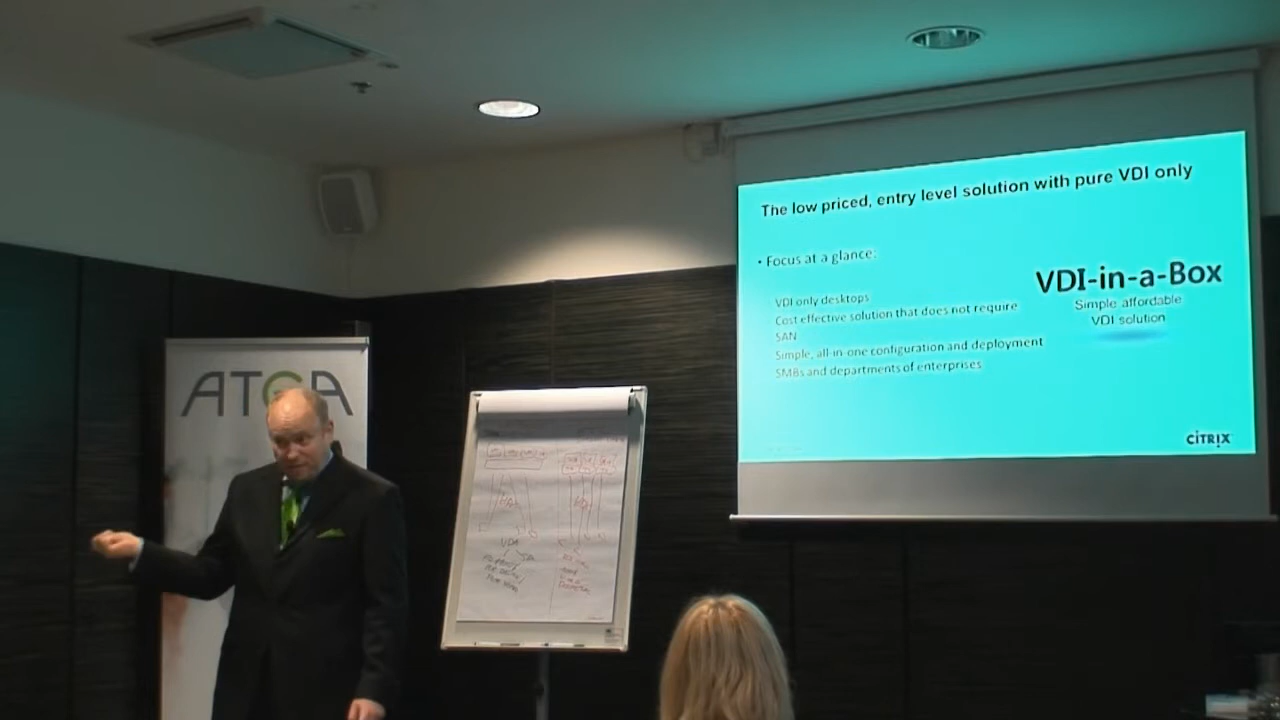 ATEA
VDA
The low priced, entry level solution with pure VDI only
• Focus at a glance:
VDI only desktops
Cost effective solution that does not require
SAN
Simple, all-in-one configuration and deployment
SMBs and departments of enterprises
VDI-in-a-Box
Simple affordable
VDI solution
CITRIX